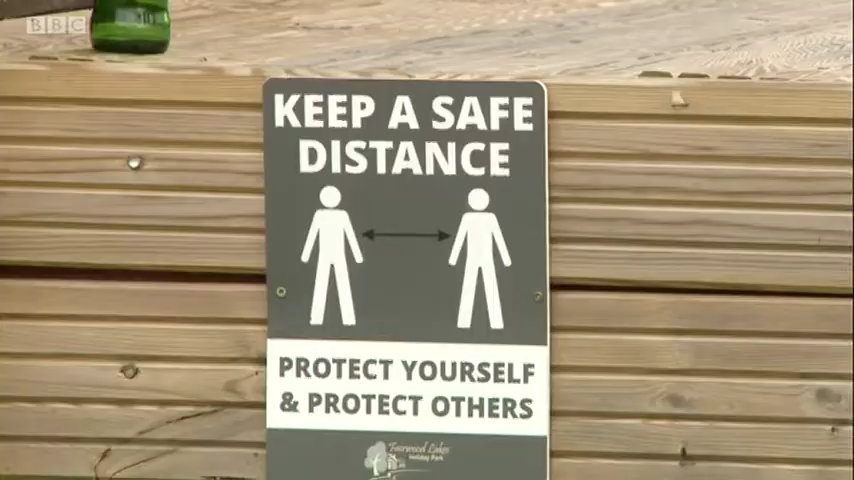 BBC
KEEP A SAFE
DISTANCE
PROTECT YOURSELF
& PROTECT OTHERS
Fairwood Lakes
Holiday Park